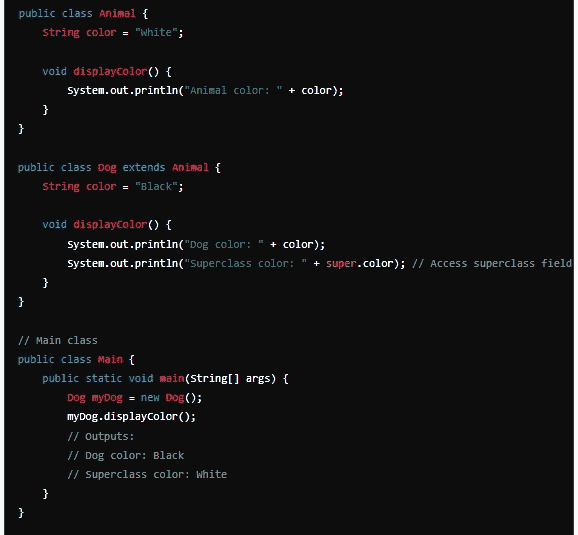 public class Animal {
    String color = "White";

    void displayColor() {
        System.out.println("Animal color: " + color);
    }
}

public class Dog extends Animal {
    String color = "Black";

    void displayColor() {
        System.out.println("Dog color: " + color);
        System.out.println("Superclass color: " + super.color); // Access superclass field
    }
}

// Main class
public class Main {
    public static void main(String[] args) {
        Dog myDog = new Dog();
        myDog.displayColor();
        // Outputs:
        // Dog color: Black
        // Superclass color: White
    }
}